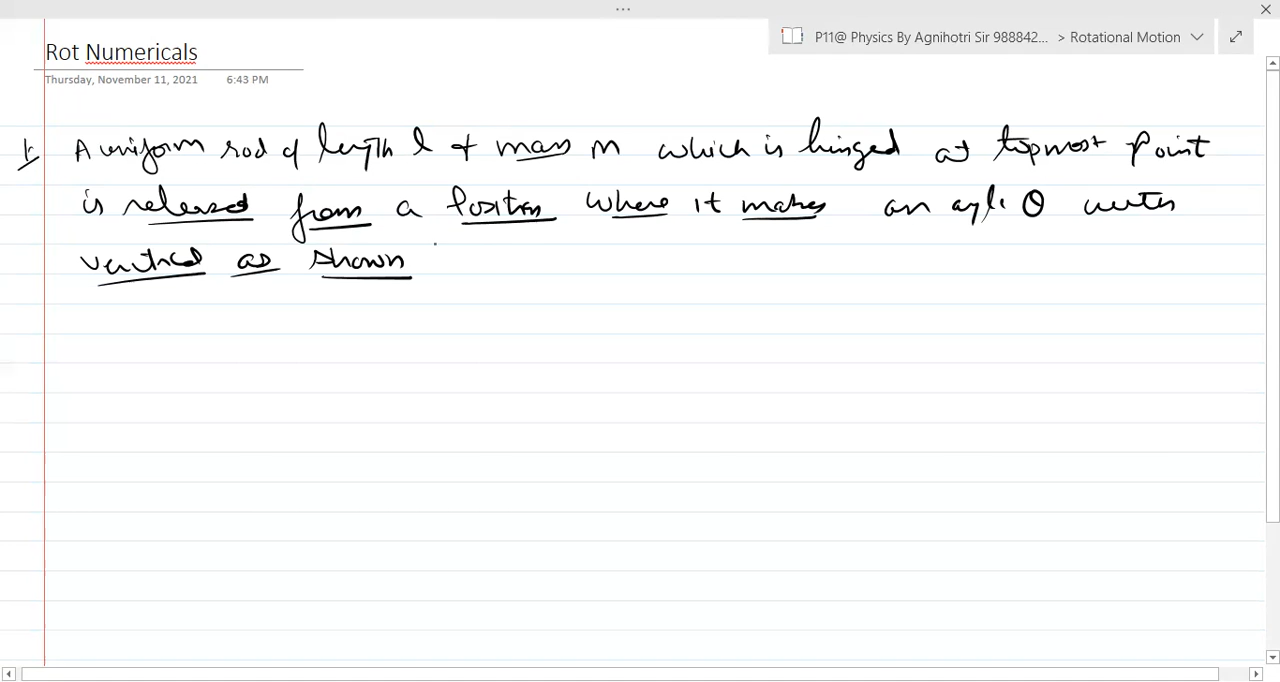 P11@ Physics By Agnihotri Sir 988842... > Rotational Motion
Rot Numericals
Thursday, November 11, 2021 6:43 PM
1. A uniform rod of length l & mass m which is hinged at topmost point
is released from a position where it makes an angle θ with
vertical as shown